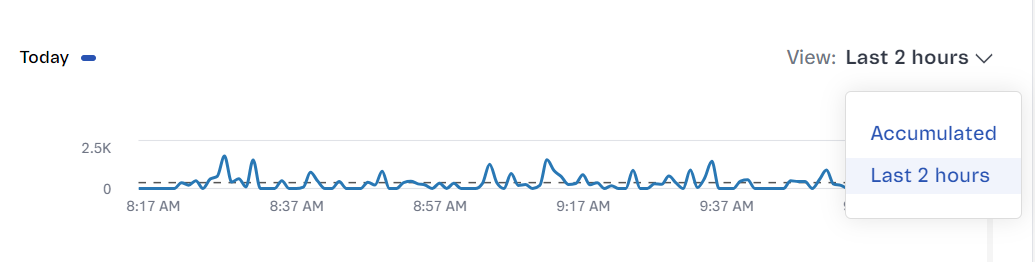 Today
View: Last 2 hours
Accumulated
Last 2 hours
2.5K
0
8:17 AM 8:37 AM 8:57 AM 9:17 AM 9:37 AM